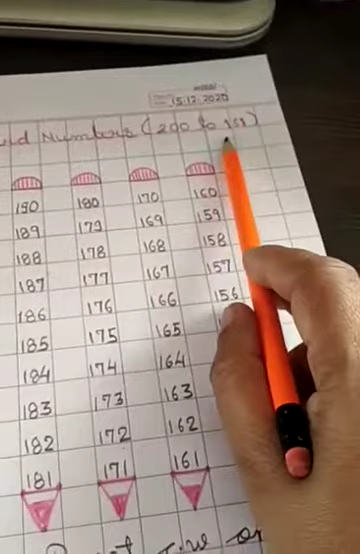 15.12.2020
Numbers (200 to 151)
190 180 170 160
189 179 169 159
188 178 168 158
187 177 167 157
186 176 166 156
185 175 165
184 174 164
183 173 163
182 172 162
181 171 161